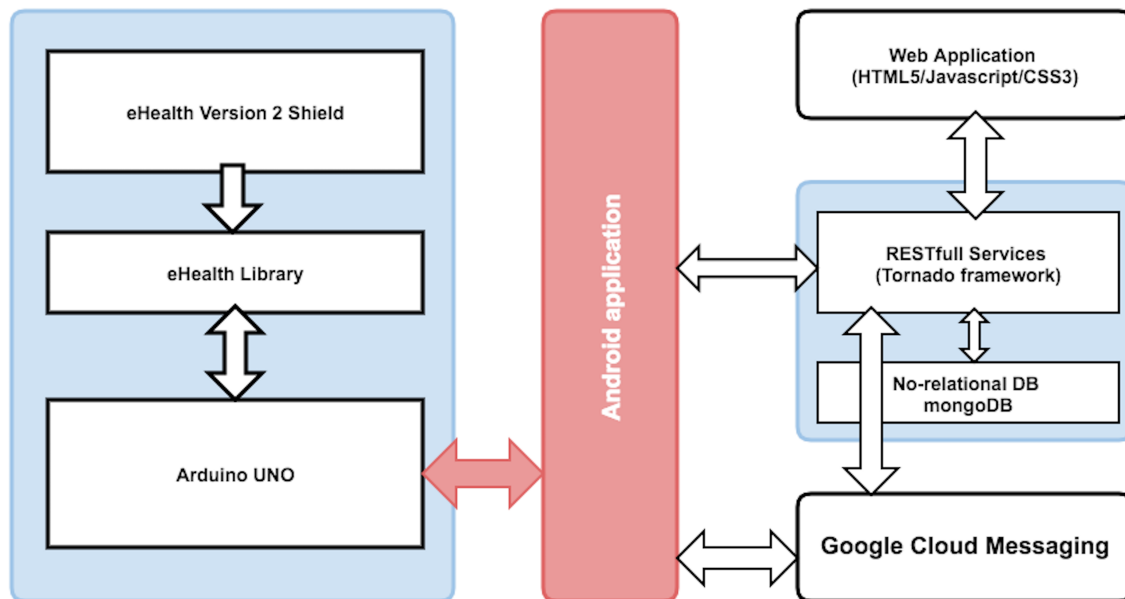 eHealth Version 2 Shield
eHealth Library
Arduino UNO
Android application
Web Application
(HTML5/Javascript/CSS3)
RESTfull Services
(Tornado framework)
No-relational DB
mongoDB
Google Cloud Messaging